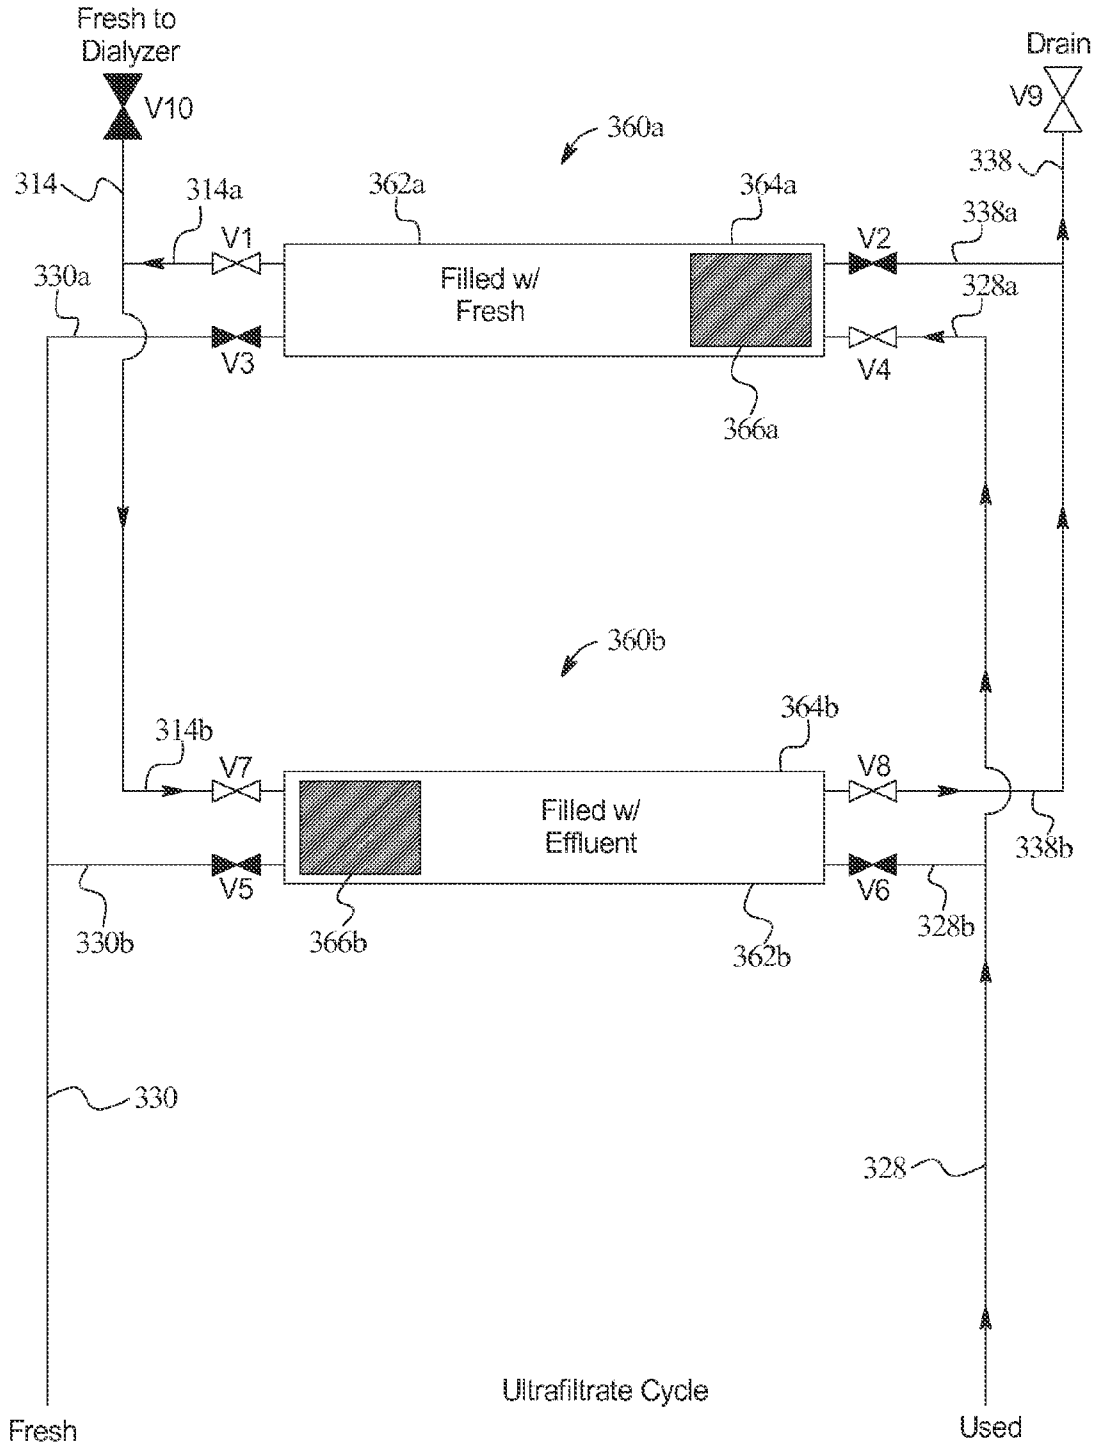 Fresh to
Dialyzer
V10
Drain
V9
360a
338
314
314a
362a
364a
338a
V1
V2
330a
Filled w/
Fresh
328a
V3
V4
366a
360b
314b
364b
V7
V8
Filled w/
Effluent
338b
V5
V6
330b
366b
362b
328b
330
328
Ultrafiltrate Cycle
Fresh
Used